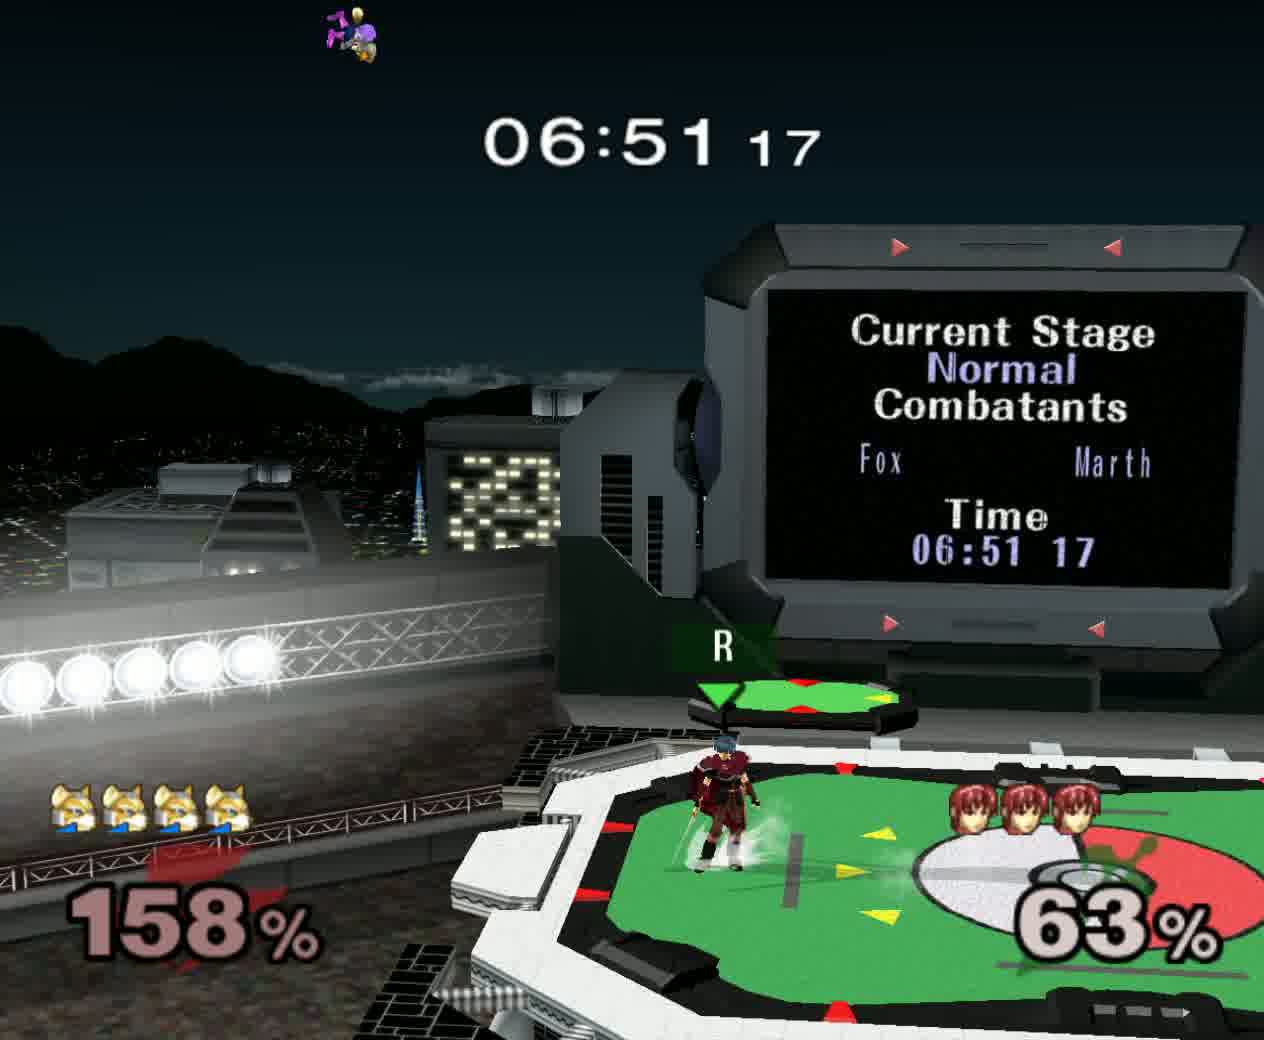 06:51 17
Current Stage
Normal
Combatants
Fox Marth
Time
06:51 17
R
158%
63%